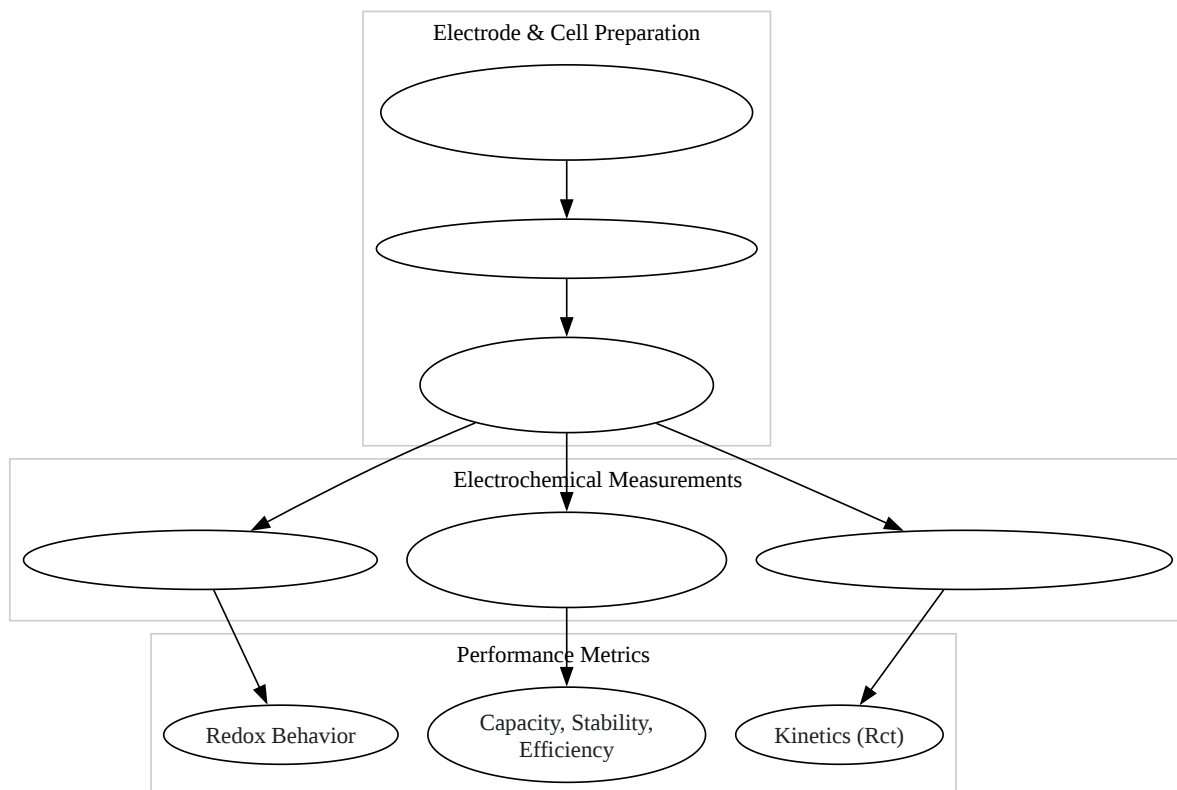 Electrode & Cell Preparation
Electrochemical Measurements
Performance Metrics
Redox Behavior
Capacity, Stability,
Efficiency
Kinetics (Rct)